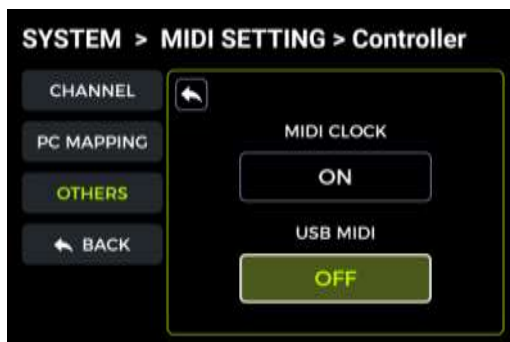 SYSTEM > MIDI SETTING > Controller
CHANNEL
PC MAPPING
OTHERS
BACK
MIDI CLOCK
ON
USB MIDI
OFF